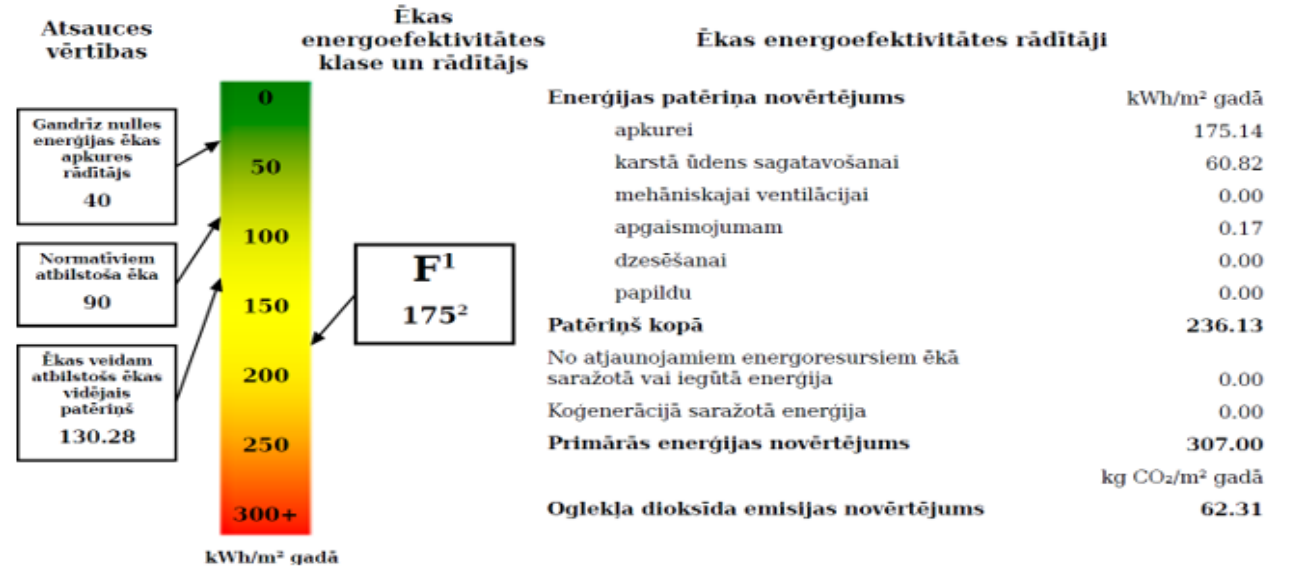 Atsauces
vērtības
Gandrīz nulles
enerģijas ēkas
apkures
rādītājs
40
Normatīviem
atbilstoša ēka
90
Ēkas veidam
atbilstošs ēkas
vidējais
patēriņš
130.28
Ēkas
energoefektivitātes
klase un rādītājs
0
50
100
150
200
250
300+
kWh/m² gadā
F¹
175²
Ēkas energoefektivitātes rādītāji
Enerģijas patēriņa novērtējums kWh/m² gadā
apkurei 175.14
karstā ūdens sagatavošanai 60.82
mehāniskajai ventilācijai 0.00
apgaismojumam 0.17
dzesēšanai 0.00
papildu 0.00
Patēriņš kopā 236.13
No atjaunojamiem energoresursiem ēkā
saražotā vai iegūtā enerģija 0.00
Koģenerācijā saražotā enerģija 0.00
Primārās enerģijas novērtējums 307.00
kg CO₂/m² gadā
Oglekļa dioksīda emisijas novērtējums 62.31